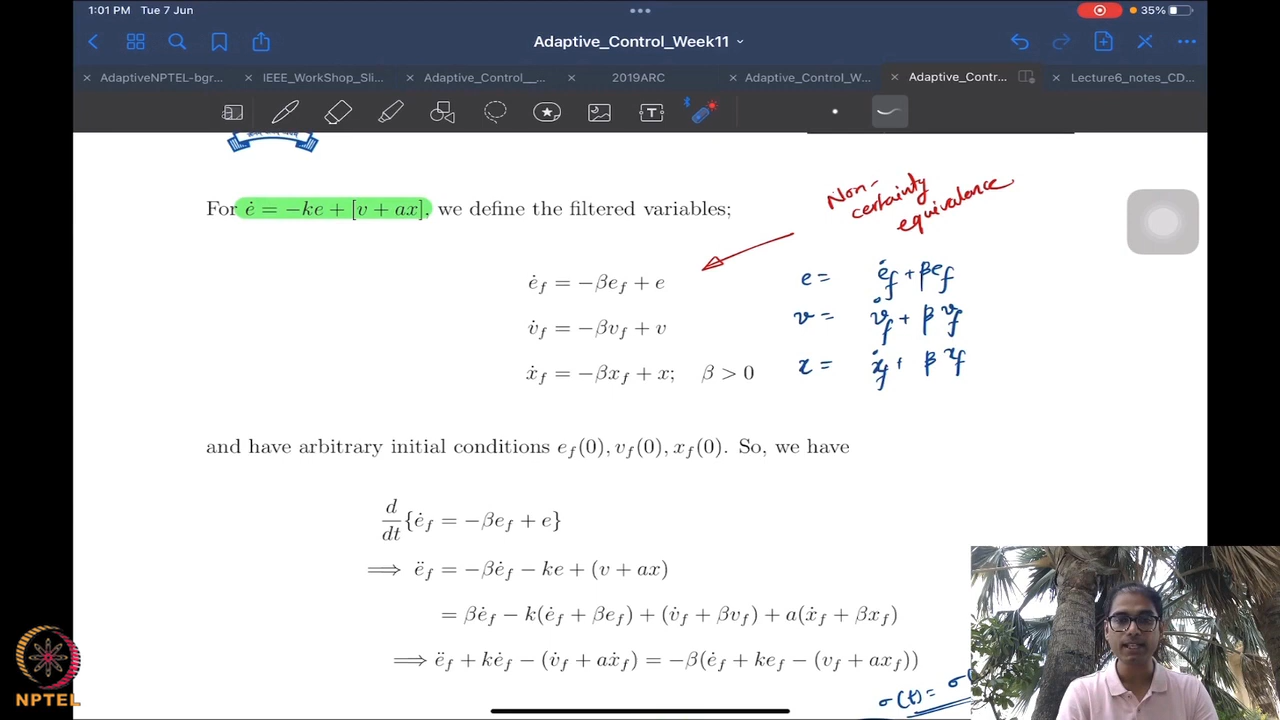 1:01 PM Tue 7 Jun
35%
Adaptive_Control_Week11
AdaptiveNPTEL-bgr...
IEEE_WorkShop_Sli...
Adaptive_Control__...
2019ARC
Adaptive_Control_W...
Adaptive_Contr...
Lecture6_notes_CD...
For ė = −ke + [v + ax], we define the filtered variables;
Non-certainty equivalence
ė_f = −βe_f + e
e = ė_f + βe_f
v̇_f = −βv_f + v
v = v̇_f + βv_f
ẋ_f = −βx_f + x; β > 0
x = ẋ_f + βx_f
and have arbitrary initial conditions e_f(0), v_f(0), x_f(0). So, we have
d/dt {ė_f = −βe_f + e}
⟹ ë_f = −βė_f − ke + (v + ax)
= βė_f − k(ė_f + βe_f) + (v̇_f + βv_f) + a(ẋ_f + βx_f)
⟹ ë_f + kė_f − (v̇_f + aẋ_f) = −β(ė_f + ke_f − (v_f + ax_f))
σ(t) =
NPTEL